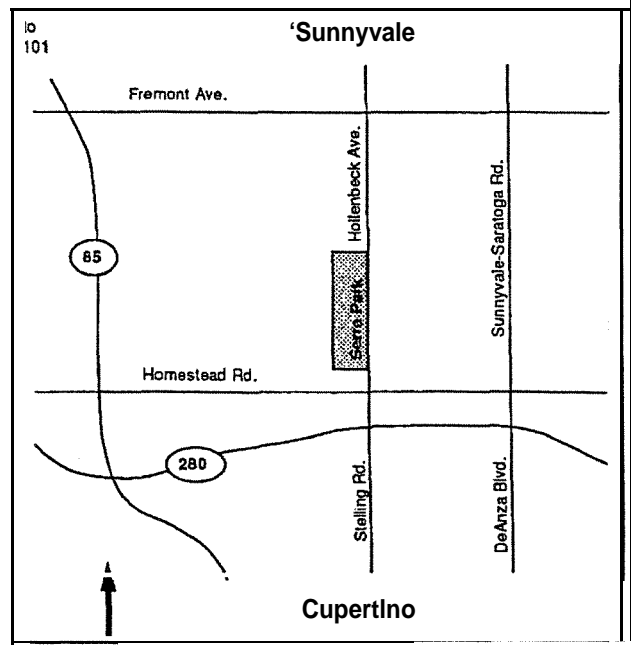 lo
101
‘Sunnyvale
Fremont Ave.
Hollenbeck Ave.
Sunnyvale-Saratoga Rd.
85
Serra Park
Homestead Rd.
280
Stelling Rd.
DeAnza Blvd.
CupertIno